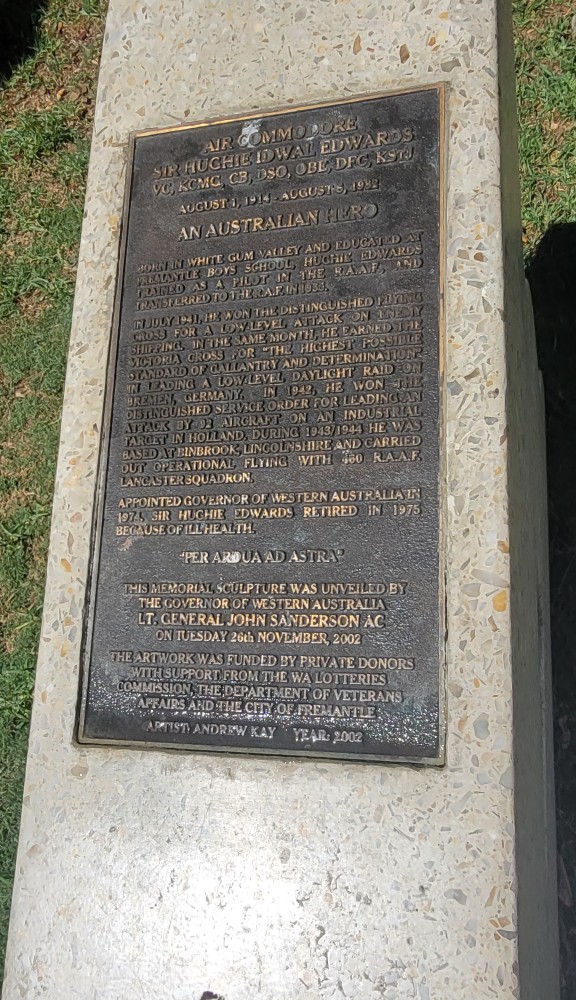 AIR COMMODORE
SIR HUGHIE IDWAL EDWARDS
VC, KCMG, CB, DSO, OBE, DFC, KSTJ
AUGUST 1, 1914 - AUGUST 5, 1982
AN AUSTRALIAN HERO
BORN IN WHITE GUM VALLEY AND EDUCATED AT
FREMANTLE BOYS SCHOOL, HUGHIE EDWARDS
TRAINED AS A PILOT IN THE R.A.A.F. AND
TRANSFERRED TO THE R.A.F. IN 1936.
IN JULY 1941, HE WON THE DISTINGUISHED FLYING
CROSS FOR A LOW-LEVEL ATTACK ON ENEMY
SHIPPING. IN THE SAME MONTH, HE EARNED THE
VICTORIA CROSS FOR "THE HIGHEST POSSIBLE
STANDARD OF GALLANTRY AND DETERMINATION"
IN LEADING A LOW-LEVEL, DAYLIGHT RAID ON
BREMEN, GERMANY. IN 1942, HE WON THE
DISTINGUISHED SERVICE ORDER FOR LEADING AN
ATTACK BY 92 AIRCRAFT ON AN INDUSTRIAL
TARGET IN HOLLAND. DURING 1943/1944 HE WAS
BASED AT BINBROOK, LINCOLNSHIRE AND CARRIED
OUT OPERATIONAL FLYING WITH 460 R.A.A.F.
LANCASTER SQUADRON.
APPOINTED GOVERNOR OF WESTERN AUSTRALIA IN
1974, SIR HUGHIE EDWARDS RETIRED IN 1975
BECAUSE OF ILL HEALTH.
"PER ARDUA AD ASTRA"
THIS MEMORIAL SCULPTURE WAS UNVEILED BY
THE GOVERNOR OF WESTERN AUSTRALIA
LT. GENERAL JOHN SANDERSON AC
ON TUESDAY 26th NOVEMBER, 2002
THE ARTWORK WAS FUNDED BY PRIVATE DONORS
WITH SUPPORT FROM THE WA LOTTERIES
COMMISSION, THE DEPARTMENT OF VETERANS
AFFAIRS AND THE CITY OF FREMANTLE
ARTIST: ANDREW KAY YEAR: 2002